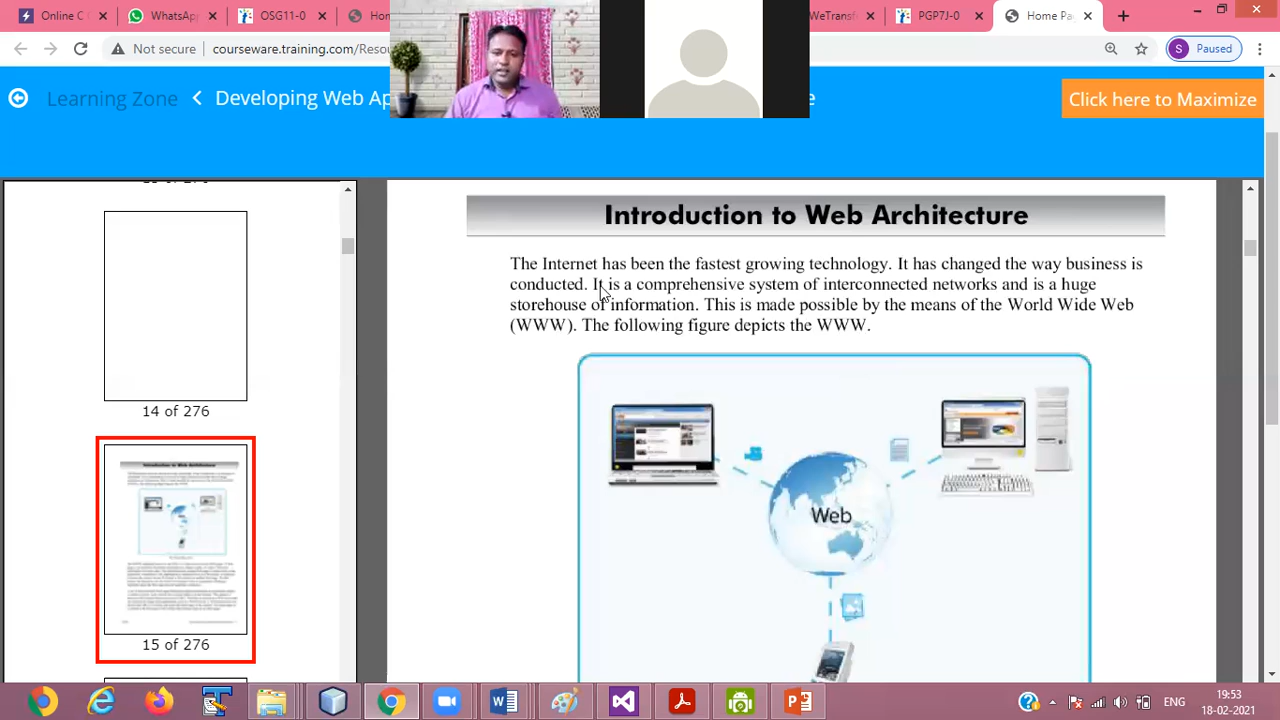 Online C
WhatsApp
OSG11-0
Hom
WeTransf
PGP7J-0
Home Pa
Not secure
courseware.training.com/Resou
Paused
Learning Zone
Developing Web Ap
e
Click here to Maximize
14 of 276
15 of 276
Introduction to Web Architecture
The Internet has been the fastest growing technology. It has changed the way business is
conducted. It is a comprehensive system of interconnected networks and is a huge
storehouse of information. This is made possible by the means of the World Wide Web
(WWW). The following figure depicts the WWW.
Web
ENG
19:53
18-02-2021